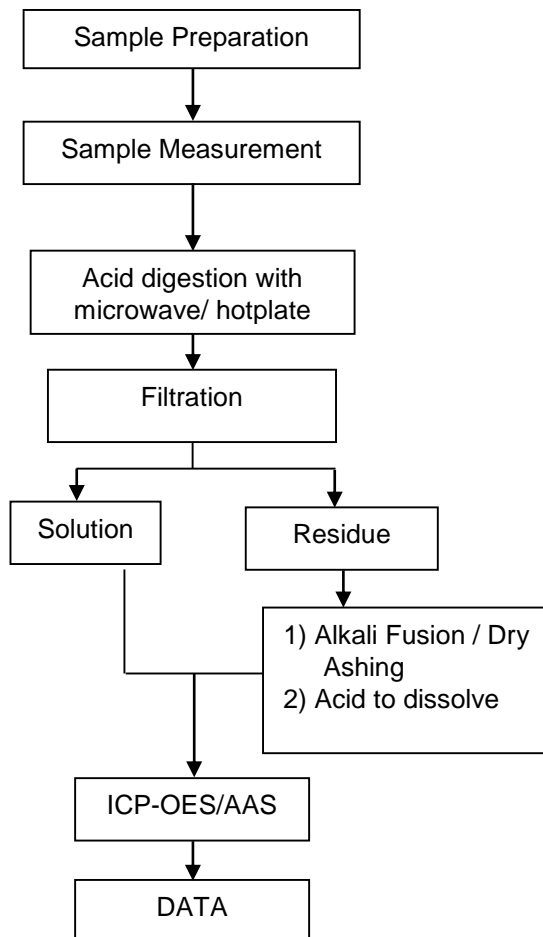 Sample Preparation
Sample Measurement
Acid digestion with
microwave/ hotplate
Filtration
Solution
Residue
1) Alkali Fusion / Dry
Ashing
2) Acid to dissolve
ICP-OES/AAS
DATA